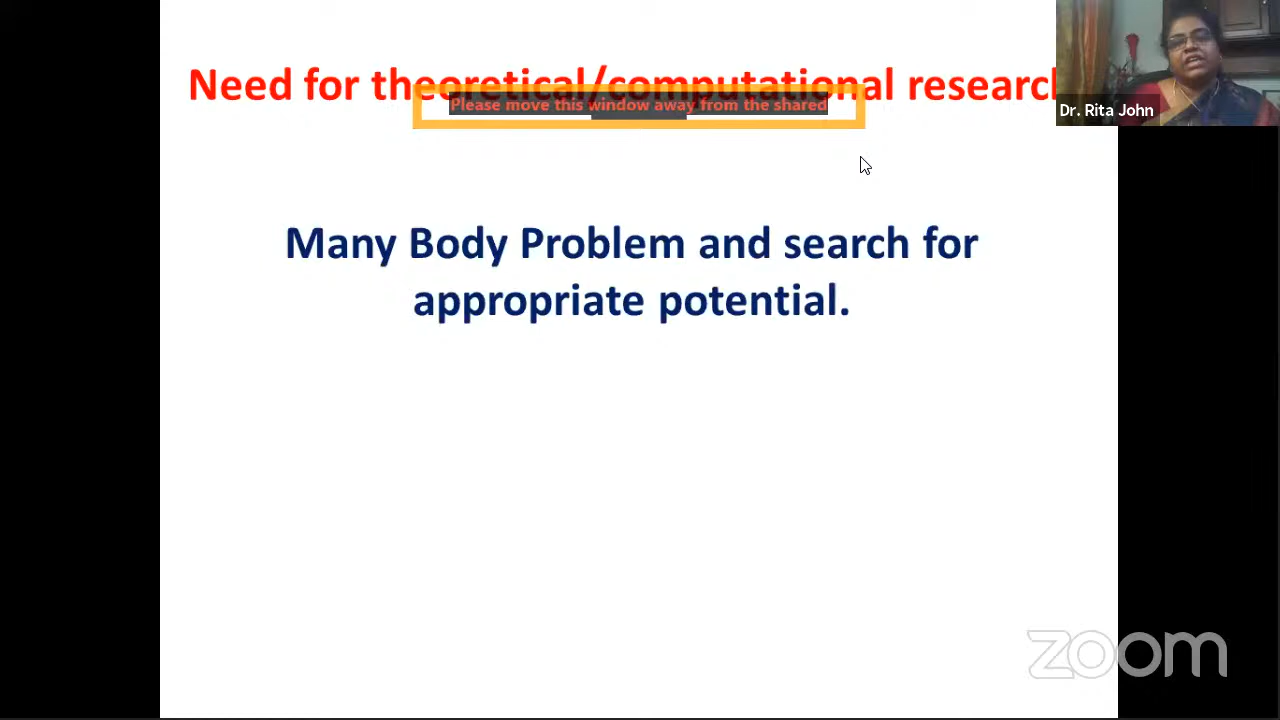 Need for theoretical/computational research
Please move this window away from the shared
Dr. Rita John
Many Body Problem and search for
appropriate potential.
zoom